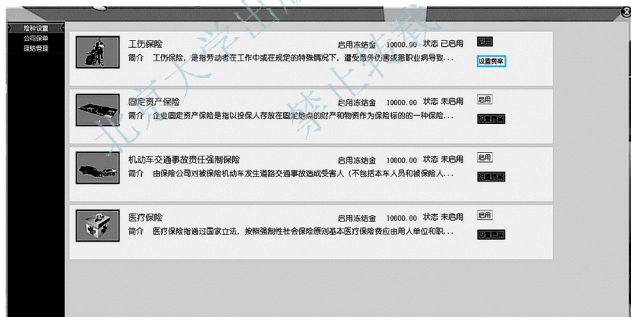 险种设置
公司保单
理赔管理
工伤保险
启用冻结金 10000.00 状态 已启用
简介 工伤保险，是指劳动者在工作中或在规定的特殊情况下，遭受意外伤害或患职业病导致...
设置费率
固定资产保险
启用冻结金 10000.00 状态 未启用 启用
简介 企业固定资产保险是指以投保人存放在固定地点的财产和物资作为保险标的的一种保险...
设置费率
机动车交通事故责任强制保险
启用冻结金 10000.00 状态 未启用 启用
简介 由保险公司对被保险机动车发生道路交通事故造成受害人（不包括本车人员和被保险人...
设置费率
医疗保险
启用冻结金 10000.00 状态 未启用 启用
简介 医疗保险指通过国家立法，按照强制性社会保险原则基本医疗保险费应由用人单位和职...
设置费率
北京大学出版
禁止转载